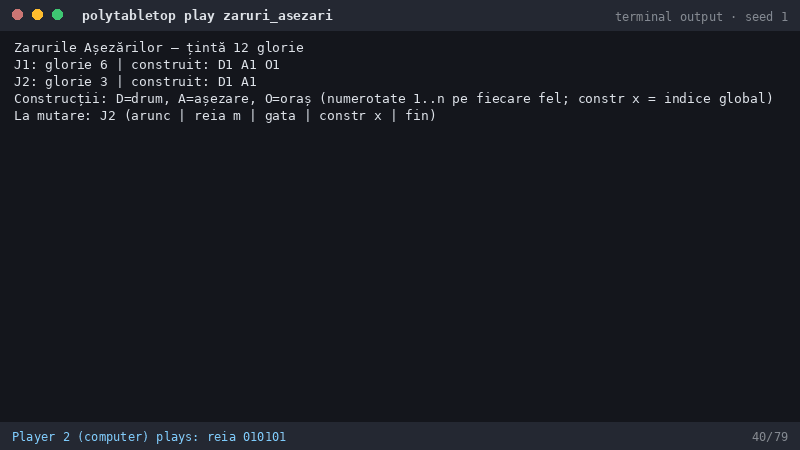 polytabletop play zaruri_asezari
terminal output · seed 1
Zarurile Așezărilor — țintă 12 glorie
J1: glorie 6 | construit: D1 A1 O1
J2: glorie 3 | construit: D1 A1
Construcții: D=drum, A=așezare, O=oraș (numerotate 1..n pe fiecare fel; constr x = indice global)
La mutare: J2 (arunc | reia m | gata | constr x | fin)
Player 2 (computer) plays: reia 010101
40/79